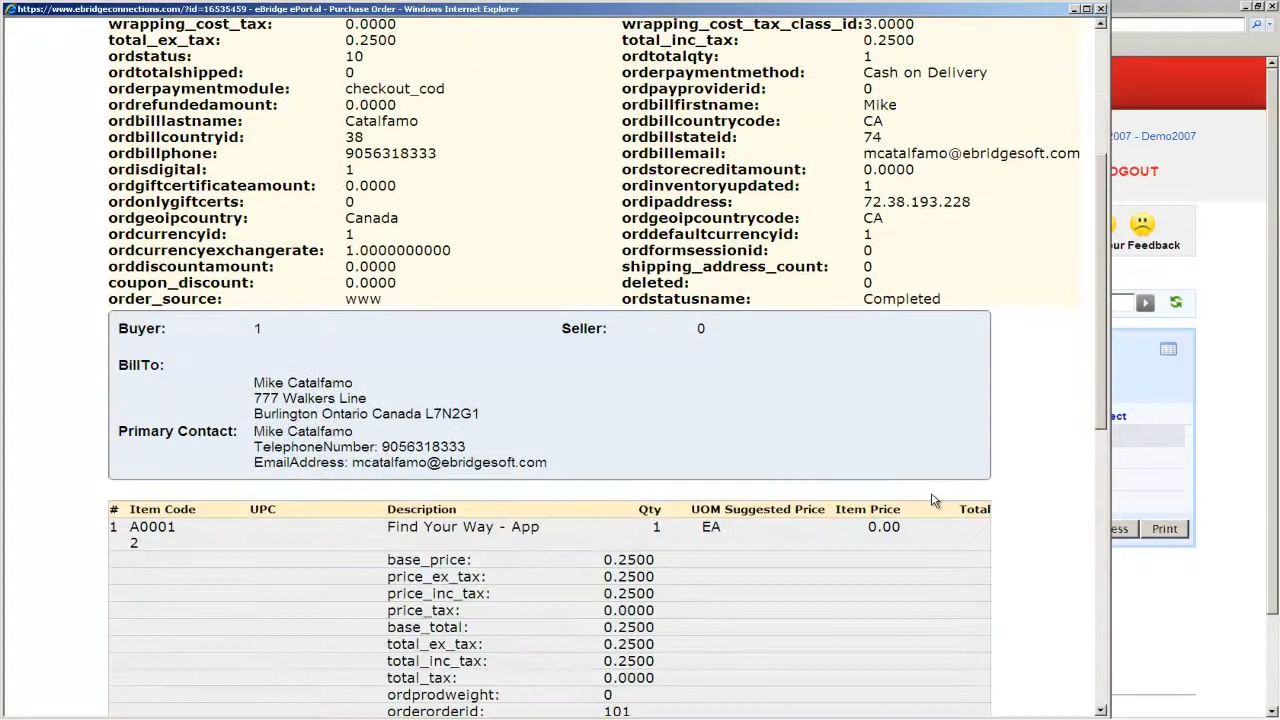 https://www.ebridgeconnections.com/?id=16535459 - eBridge ePortal - Purchase Order - Windows Internet Explorer
wrapping_cost_tax: 0.0000 wrapping_cost_tax_class_id: 3.0000
total_ex_tax: 0.2500 total_inc_tax: 0.2500
ordstatus: 10 ordtotalqty: 1
ordtotalshipped: 0 orderpaymentmethod: Cash on Delivery
orderpaymentmodule: checkout_cod ordpayproviderid: 0
ordrefundedamount: 0.0000 ordbillfirstname: Mike
ordbilllastname: Catalfamo ordbillcountrycode: CA
ordbillcountryid: 38 ordbillstateid: 74
ordbillphone: 9056318333 ordbillemail: mcatalfamo@ebridgesoft.com
ordisdigital: 1 ordstorecreditamount: 0.0000
ordgiftcertificateamount: 0.0000 ordinventoryupdated: 1
ordonlygiftcerts: 0 ordipaddress: 72.38.193.228
ordgeoipcountry: Canada ordgeoipcountrycode: CA
ordcurrencyid: 1 orddefaultcurrencyid: 1
ordcurrencyexchangerate: 1.0000000000 ordformsessionid: 0
orddiscountamount: 0.0000 shipping_address_count: 0
coupon_discount: 0.0000 deleted: 0
order_source: www ordstatusname: Completed
Buyer: 1 Seller: 0
BillTo:
Mike Catalfamo
777 Walkers Line
Burlington Ontario Canada L7N2G1
Primary Contact: Mike Catalfamo
TelephoneNumber: 9056318333
EmailAddress: mcatalfamo@ebridgesoft.com
# Item Code UPC Description Qty UOM Suggested Price Item Price Total
1 A0001 Find Your Way - App 1 EA 0.00
2
base_price: 0.2500
price_ex_tax: 0.2500
price_inc_tax: 0.2500
price_tax: 0.0000
base_total: 0.2500
total_ex_tax: 0.2500
total_inc_tax: 0.2500
total_tax: 0.0000
ordprodweight: 0
orderorderid: 101
2007 - Demo2007
OGOUT
ur Feedback
ect
ess Print